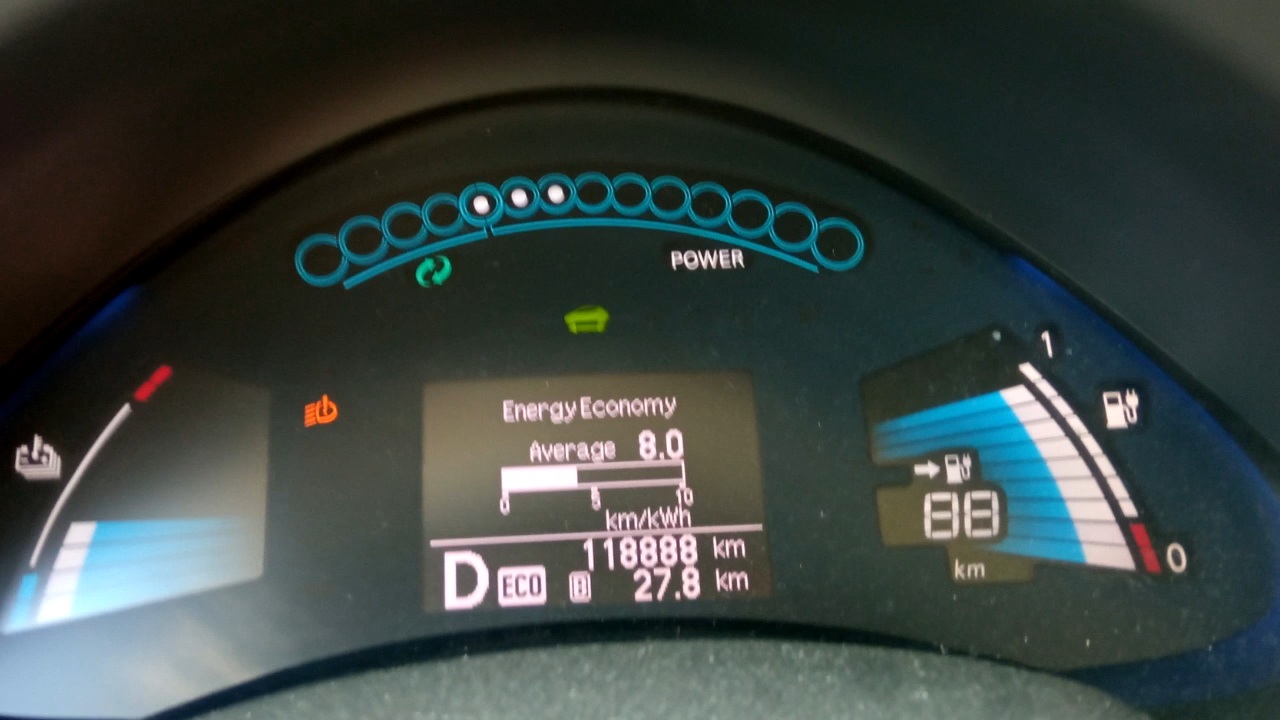 POWER
1
Energy Economy
Average 8.0
0 5 10
km/kWh
88
0
km
118888 km
D ECO B 27.8 km